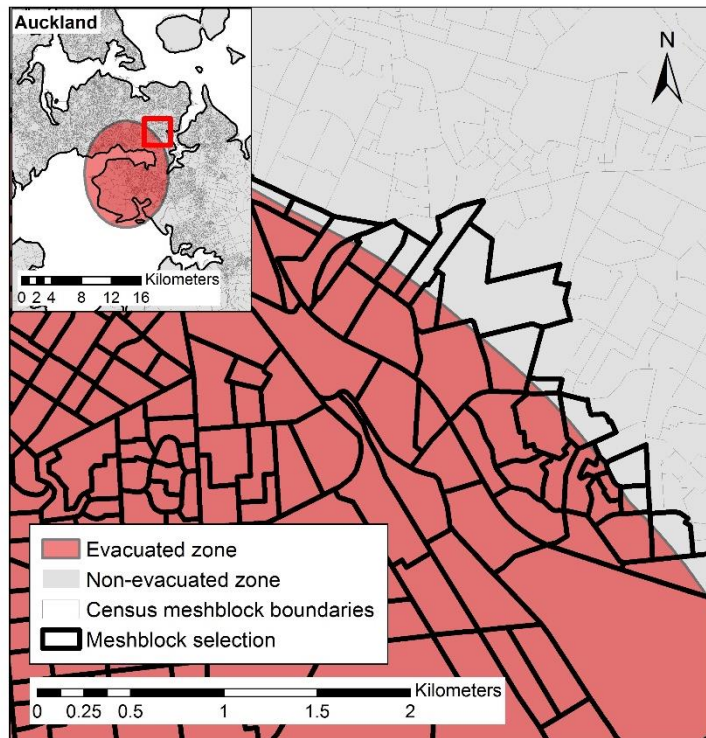 Auckland
N
Kilometers
0 2 4 8 12 16
Evacuated zone
Non-evacuated zone
Census meshblock boundaries
Meshblock selection
Kilometers
0 0.25 0.5 1 1.5 2